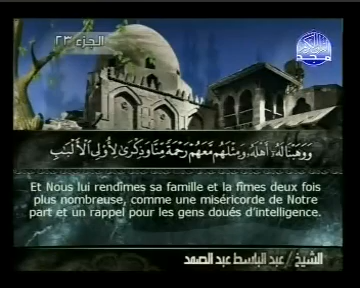 الجزء ٢٣
المجد
وَوَهَبْنَا لَهُۥٓ أَهْلَهُۥ وَمِثْلَهُم مَّعَهُمْ رَحْمَةً مِّنَّا وَذِكْرَىٰ لِأُو۟لِى ٱلْأَلْبَٰبِ
Et Nous lui rendîmes sa famille et la fîmes deux fois
plus nombreuse, comme une miséricorde de Notre
part et un rappel pour les gens doués d'intelligence.
الشيخ / عبد الباسط عبد الصمد